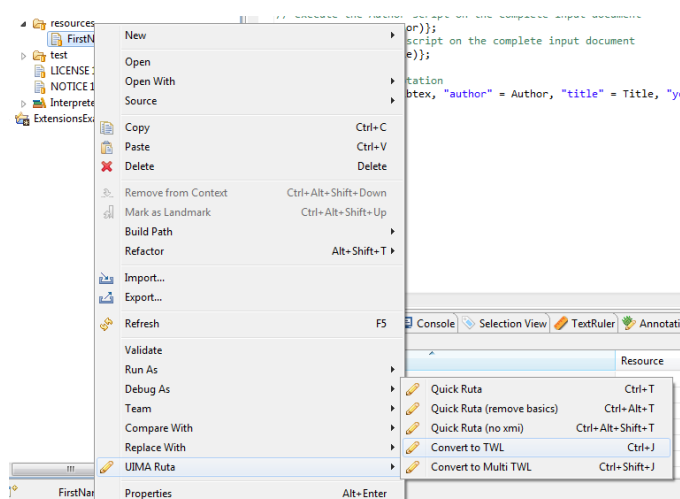 // execute the Author script on the complete input document
resources
New
or)};
FirstN
script on the complete input document
test
Open
e)};
LICENSE
Open With
tation
NOTICE 1
Source
btex, "author" = Author, "title" = Title, "y
Interprete
ExtensionsExa
Copy Ctrl+C
Paste Ctrl+V
Delete Delete
Remove from Context Ctrl+Alt+Shift+Down
Mark as Landmark Ctrl+Alt+Shift+Up
Build Path
Refactor Alt+Shift+T
Import...
Export...
Refresh F5
Console Selection View TextRuler Annotati
Validate
Resource
Run As
Debug As
Quick Ruta Ctrl+T
Team
Quick Ruta (remove basics) Ctrl+Alt+T
Compare With
Quick Ruta (no xmi) Ctrl+Alt+Shift+T
Replace With
Convert to TWL Ctrl+J
UIMA Ruta
Convert to Multi TWL Ctrl+Shift+J
FirstNar
Properties Alt+Enter